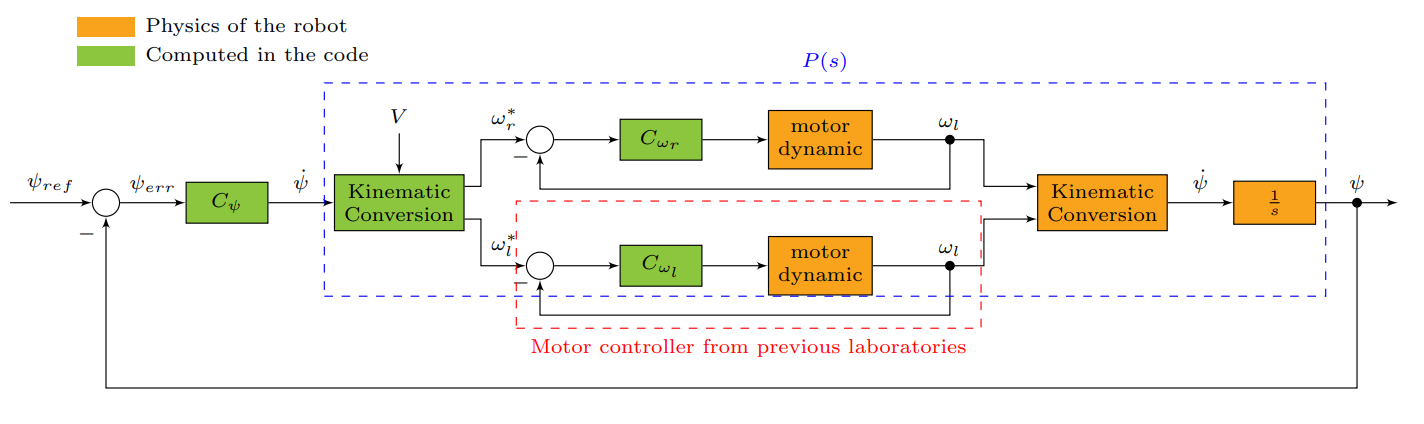 Physics of the robot
Computed in the code
P(s)
V
ω*r
ωl
Cωr
motor
dynamic
−
ψref
ψerr
Cψ
ψ̇
Kinematic
Conversion
Kinematic
Conversion
ψ̇
1/s
ψ
−
ω*l
Cωl
motor
dynamic
ωl
−
Motor controller from previous laboratories